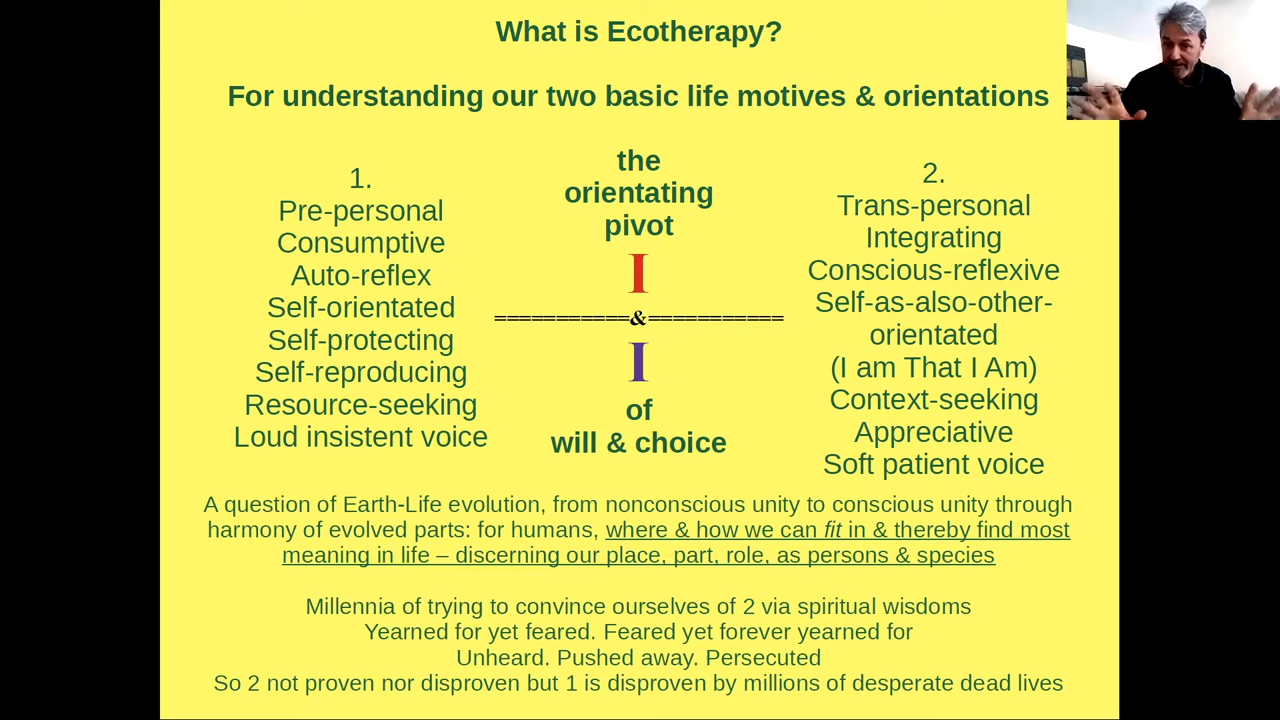 What is Ecotherapy?
For understanding our two basic life motives & orientations
1.
Pre-personal
Consumptive
Auto-reflex
Self-orientated
Self-protecting
Self-reproducing
Resource-seeking
Loud insistent voice
the
orientating
pivot
I
===========&===========
I
of
will & choice
2.
Trans-personal
Integrating
Conscious-reflexive
Self-as-also-other-
orientated
(I am That I Am)
Context-seeking
Appreciative
Soft patient voice
A question of Earth-Life evolution, from nonconscious unity to conscious unity through
harmony of evolved parts: for humans, where & how we can fit in & thereby find most
meaning in life – discerning our place, part, role, as persons & species
Millennia of trying to convince ourselves of 2 via spiritual wisdoms
Yearned for yet feared. Feared yet forever yearned for
Unheard. Pushed away. Persecuted
So 2 not proven nor disproven but 1 is disproven by millions of desperate dead lives